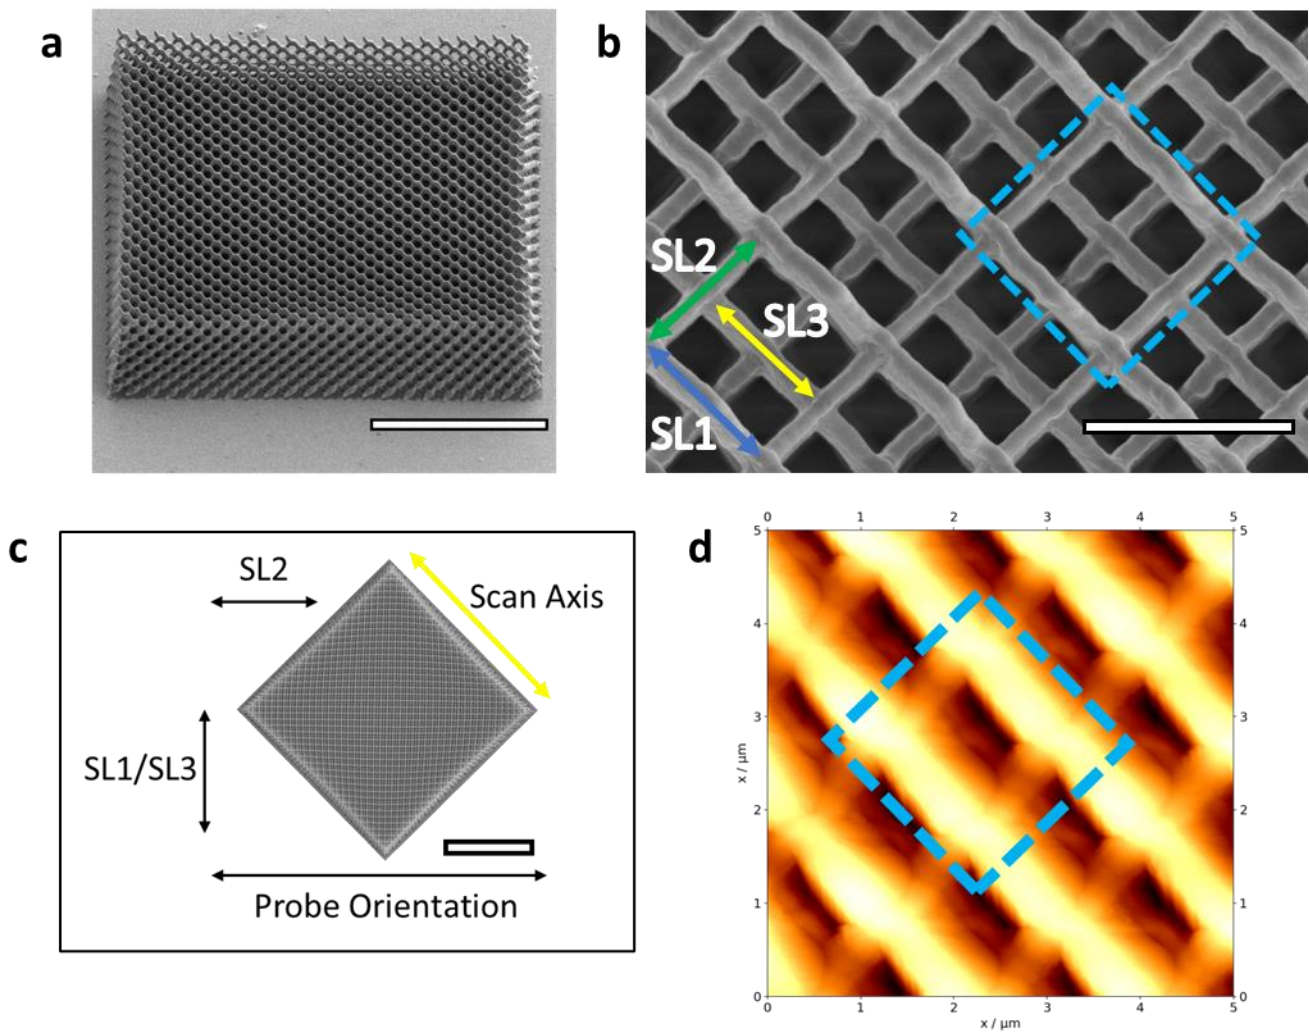 a
b
SL2
SL3
SL1
c
SL2
Scan Axis
SL1/SL3
Probe Orientation
d
0 1 2 3 4 5
5 5
4 4
3 3
2 2
1 1
0 0
0 1 2 3 4 5
x / μm
x / μm